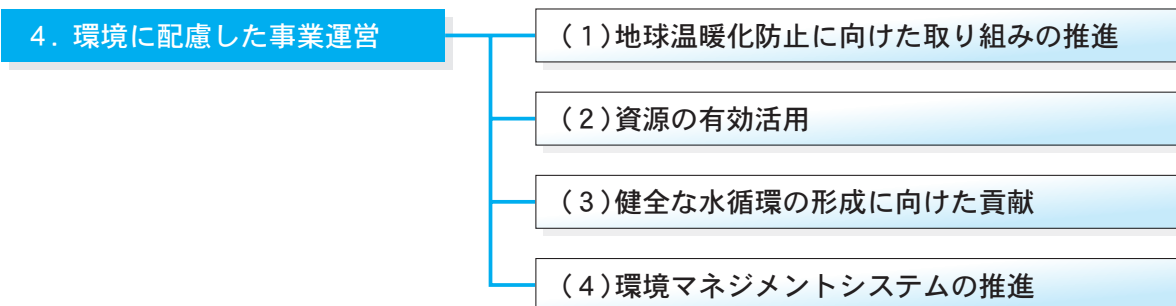 4. 環境に配慮した事業運営
(1)地球温暖化防止に向けた取り組みの推進
(2)資源の有効活用
(3)健全な水循環の形成に向けた貢献
(4)環境マネジメントシステムの推進